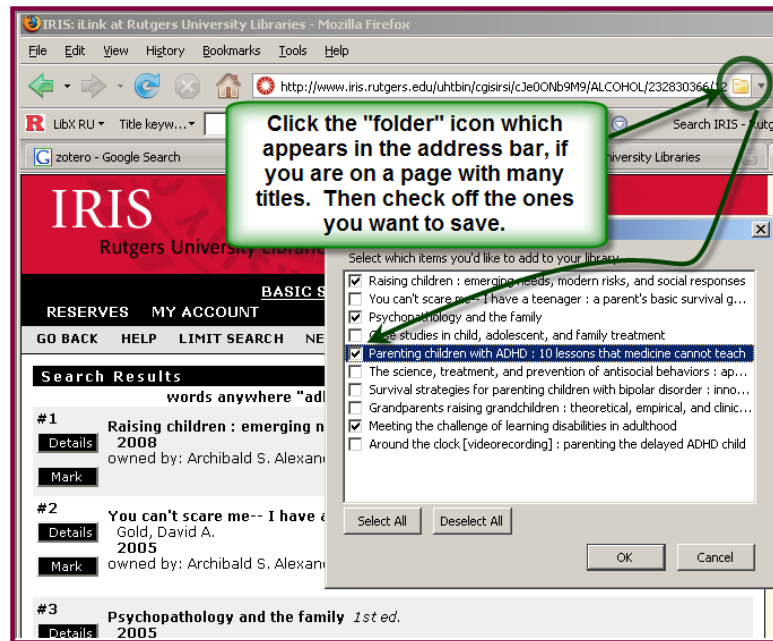 IRIS: iLink at Rutgers University Libraries - Mozilla Firefox
File Edit View History Bookmarks Tools Help
http://www.iris.rutgers.edu/uhtbin/cgisirsi/cJe0ONb9M9/ALCOHOL/232830366/12
R LibX RU Title keyw... Search IRIS - Rutg
G zotero - Google Search niversity Libraries
Click the "folder" icon which
appears in the address bar, if
you are on a page with many
titles. Then check off the ones
you want to save.
IRIS
Rutgers University Librarie
BASIC S
RESERVES MY ACCOUNT
GO BACK HELP LIMIT SEARCH NE
Search Results
words anywhere "ad
#1
Raising children : emerging n
Details 2008
owned by: Archibald S. Alexan
Mark
#2
You can't scare me-- I have a
Details Gold, David A.
2005
Mark owned by: Archibald S. Alexan
#3
Psychopathology and the family 1st ed.
Details 2005
Select which items you'd like to add to your library
Raising children : emerging needs, modern risks, and social responses
You can't scare me-- I have a teenager : a parent's basic survival g...
Psychopathology and the family
Case studies in child, adolescent, and family treatment
Parenting children with ADHD : 10 lessons that medicine cannot teach
The science, treatment, and prevention of antisocial behaviors : ap...
Survival strategies for parenting children with bipolar disorder : inno...
Grandparents raising grandchildren : theoretical, empirical, and clinic...
Meeting the challenge of learning disabilities in adulthood
Around the clock [videorecording] : parenting the delayed ADHD child
Select All Deselect All
OK Cancel